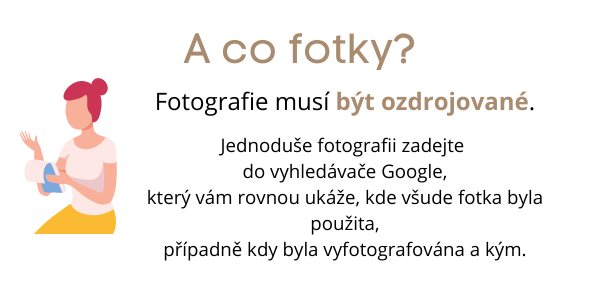 A co fotky?
Fotografie musí být ozdrojované.
Jednoduše fotografii zadejte
do vyhledávače Google,
který vám rovnou ukáže, kde všude fotka byla
použita,
případně kdy byla vyfotografována a kým.